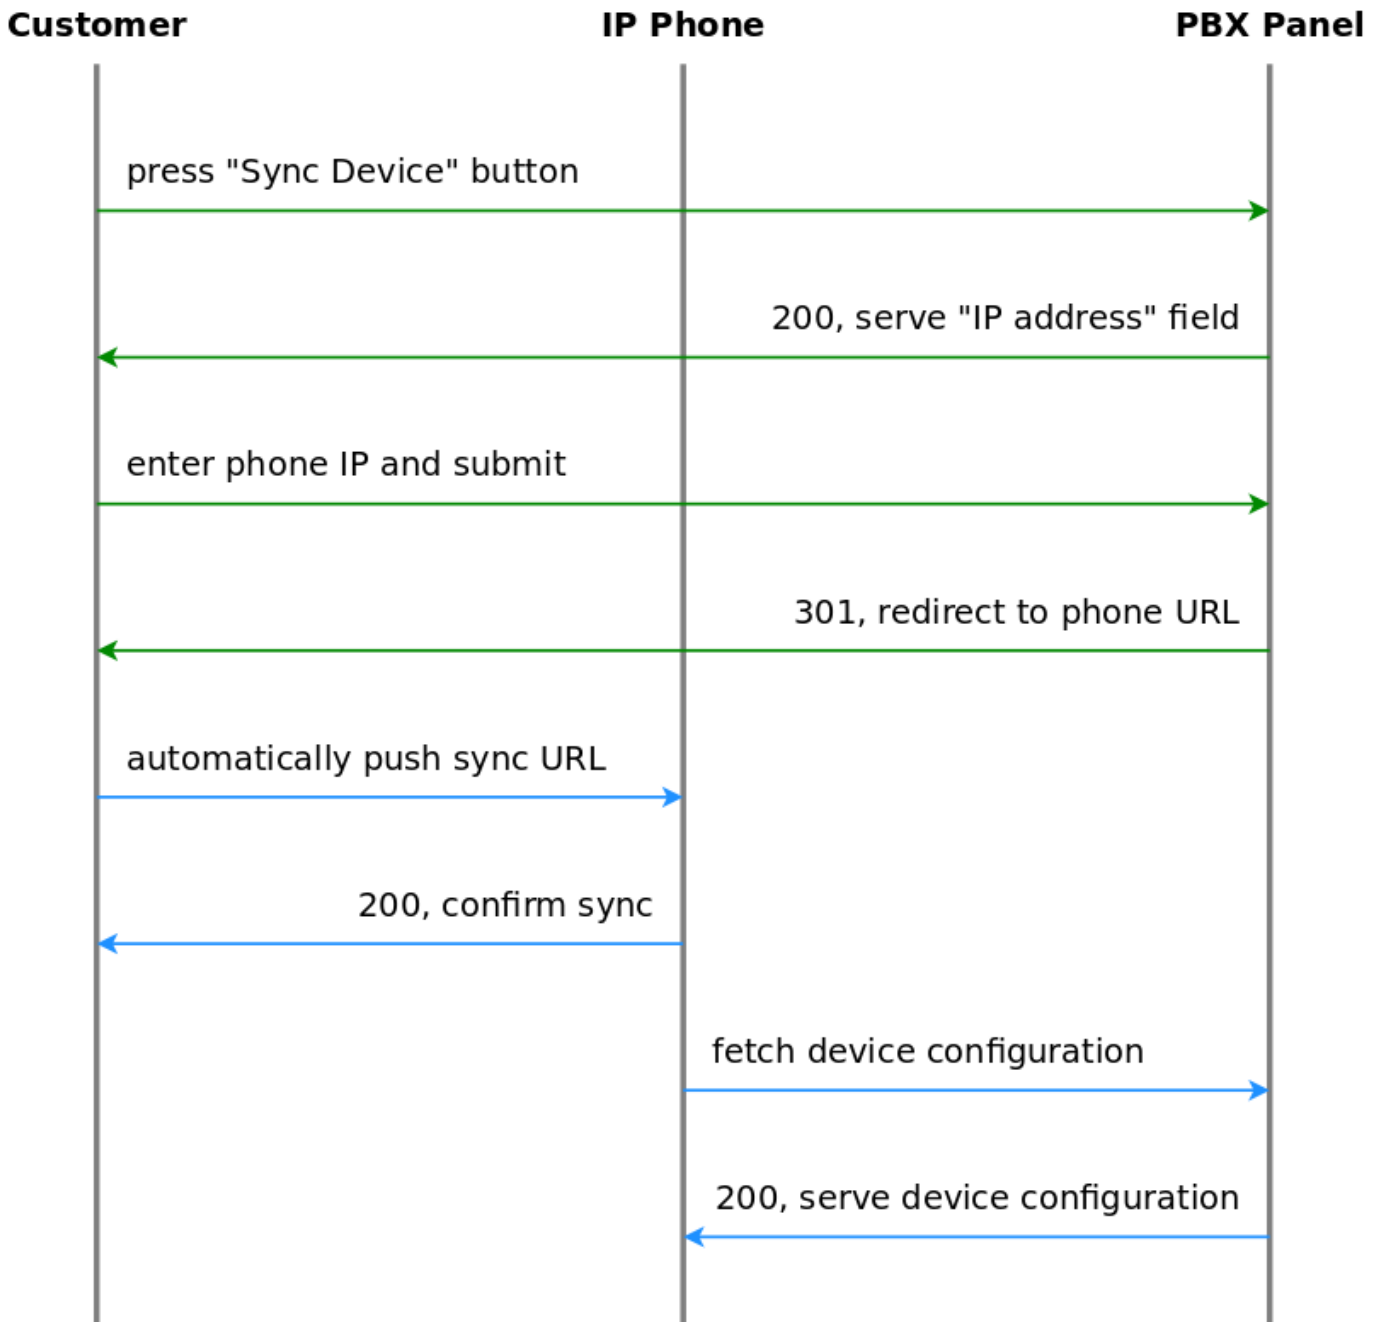 Customer IP Phone PBX Panel
press "Sync Device" button
200, serve "IP address" field
enter phone IP and submit
301, redirect to phone URL
automatically push sync URL
200, confirm sync
fetch device configuration
200, serve device configuration